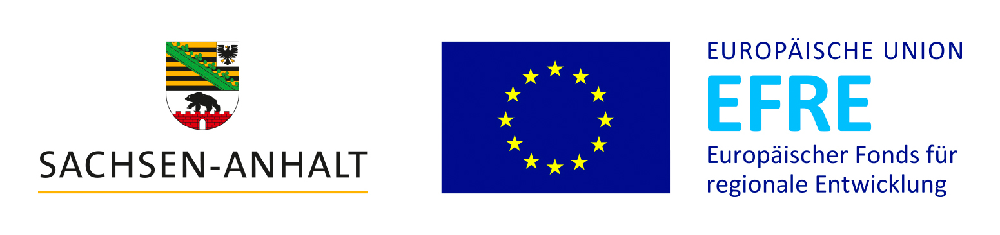 SACHSEN-ANHALT
EUROPÄISCHE UNION
EFRE
Europäischer Fonds für
regionale Entwicklung